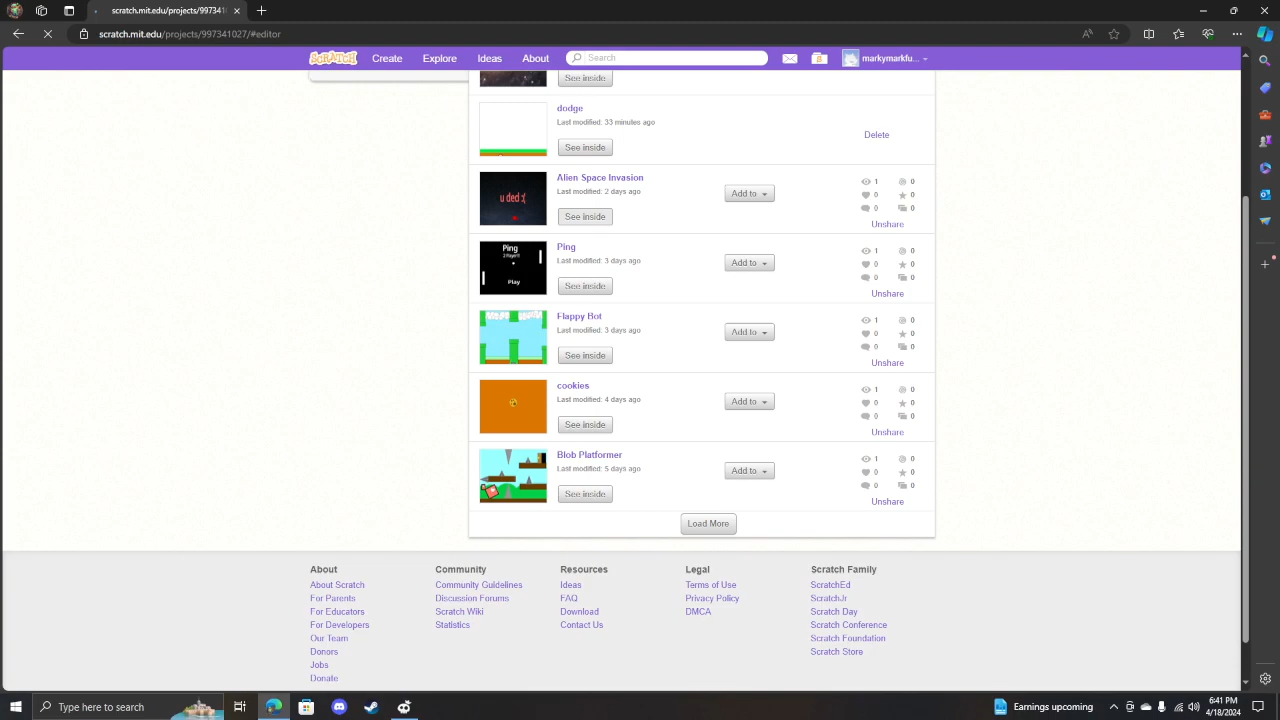 scratch.mit.edu/projects/99734102
scratch.mit.edu/projects/997341027/#editor
SCRATCH
Create
Explore
Ideas
About
Search
markymarkfu...
See inside
dodge
Last modified: 33 minutes ago
See inside
Delete
Alien Space Invasion
Last modified: 2 days ago
See inside
u ded :(
Add to
1 0
0 0
0 0
Unshare
Ping
Last modified: 3 days ago
See inside
Ping
Play
Add to
1 0
0 0
0 0
Unshare
Flappy Bot
Last modified: 3 days ago
See inside
Add to
1 0
0 0
0 0
Unshare
cookies
Last modified: 4 days ago
See inside
Add to
1 0
0 0
0 0
Unshare
Blob Platformer
Last modified: 5 days ago
See inside
Add to
1 0
0 0
0 0
Unshare
Load More
About
About Scratch
For Parents
For Educators
For Developers
Our Team
Donors
Jobs
Donate
Community
Community Guidelines
Discussion Forums
Scratch Wiki
Statistics
Resources
Ideas
FAQ
Download
Contact Us
Legal
Terms of Use
Privacy Policy
DMCA
Scratch Family
ScratchEd
ScratchJr
Scratch Day
Scratch Conference
Scratch Foundation
Scratch Store
Type here to search
Earnings upcoming
6:41 PM
4/18/2024